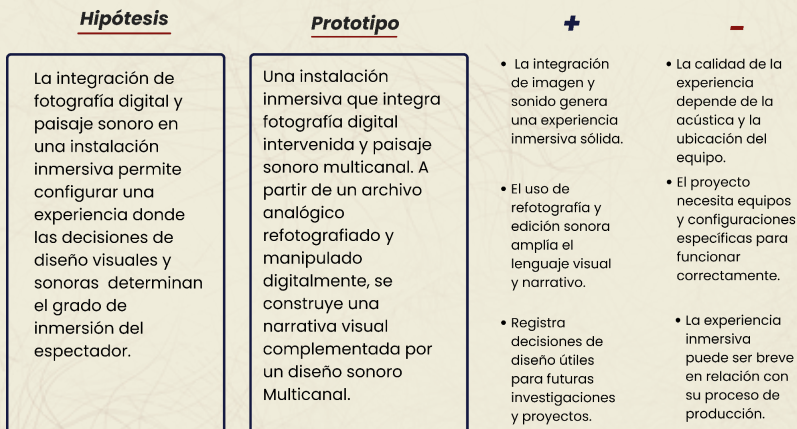 Hipótesis
La integración de
fotografía digital y
paisaje sonoro en
una instalación
inmersiva permite
configurar una
experiencia donde
las decisiones de
diseño visuales y
sonoras determinan
el grado de
inmersión del
espectador.
Prototipo
Una instalación
inmersiva que integra
fotografía digital
intervenida y paisaje
sonoro multicanal. A
partir de un archivo
analógico
refotografiado y
manipulado
digitalmente, se
construye una
narrativa visual
complementada por
un diseño sonoro
Multicanal.
+
• La integración
de imagen y
sonido genera
una experiencia
inmersiva sólida.
• El uso de
refotografía y
edición sonora
amplía el
lenguaje visual
y narrativo.
• Registra
decisiones de
diseño útiles
para futuras
investigaciones
y proyectos.
-
• La calidad de la
experiencia
depende de la
acústica y la
ubicación del
equipo.
• El proyecto
necesita equipos
y configuraciones
específicas para
funcionar
correctamente.
• La experiencia
inmersiva
puede ser breve
en relación con
su proceso de
producción.